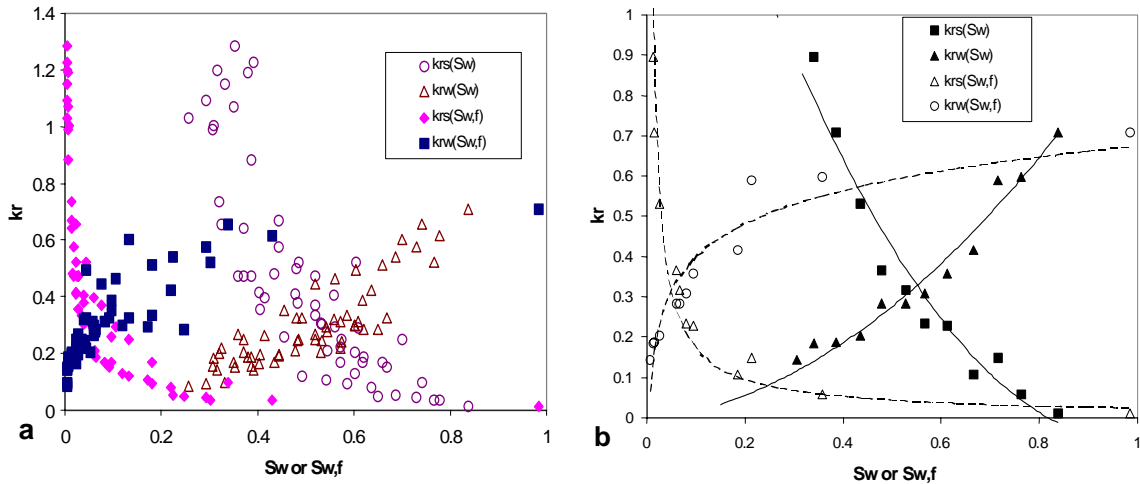 1.4
1.2
1
0.8
0.6
0.4
0.2
0
kr
krs(Sw)
krw(Sw)
krs(Sw,f)
krw(Sw,f)
0 0.2 0.4 0.6 0.8 1
Sw or Sw,f
a
1
0.9
0.8
0.7
0.6
0.5
0.4
0.3
0.2
0.1
0
kr
krs(Sw)
krw(Sw)
krs(Sw,f)
krw(Sw,f)
0 0.2 0.4 0.6 0.8 1
Sw or Sw,f
b